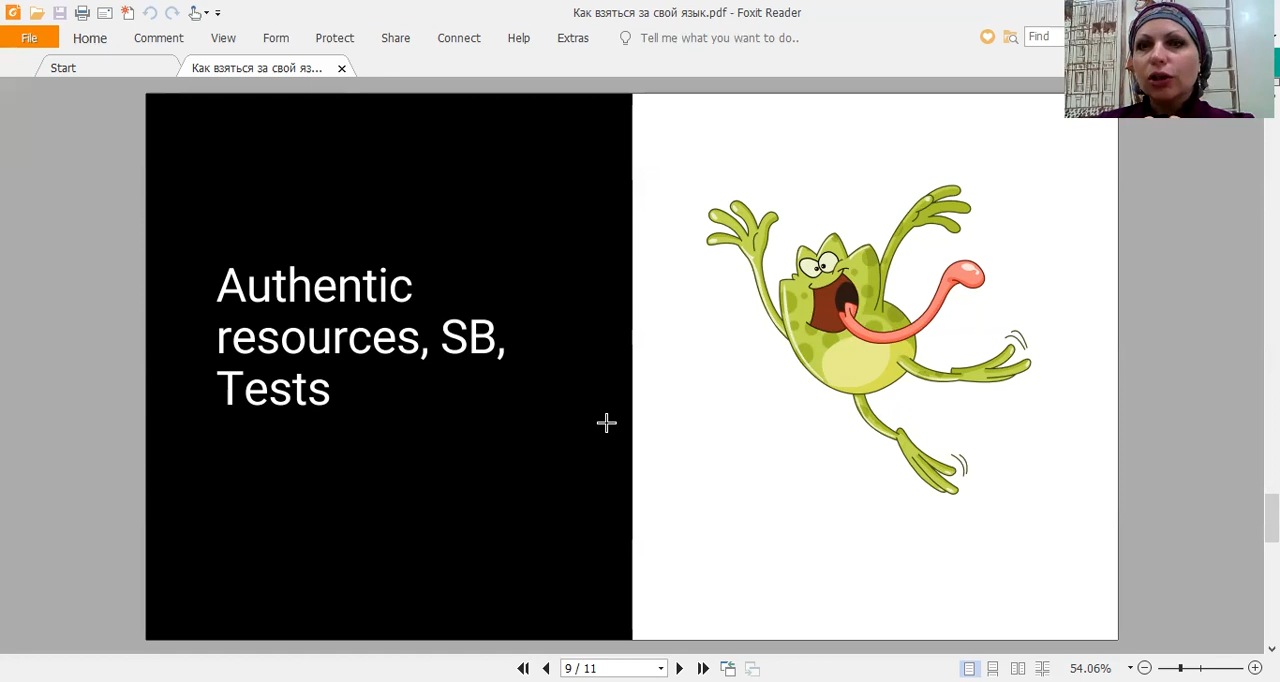 Как взяться за свой язык.pdf - Foxit Reader
File Home Comment View Form Protect Share Connect Help Extras Tell me what you want to do.. Find
Start Как взяться за свой яз...
Authentic
resources, SB,
Tests
9 / 11 54.06%